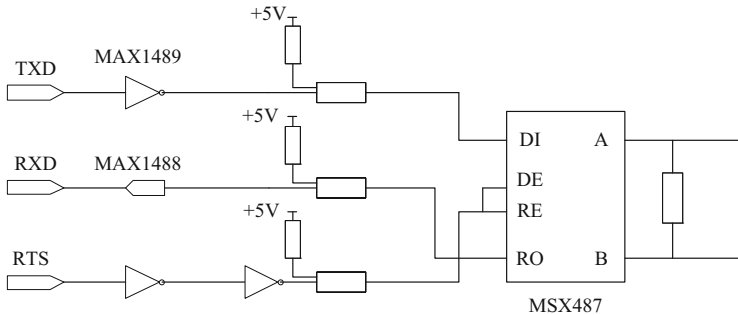 +5V
MAX1489
TXD
+5V
DI A
RXD MAX1488
DE
+5V
RE
RTS
RO B
MSX487